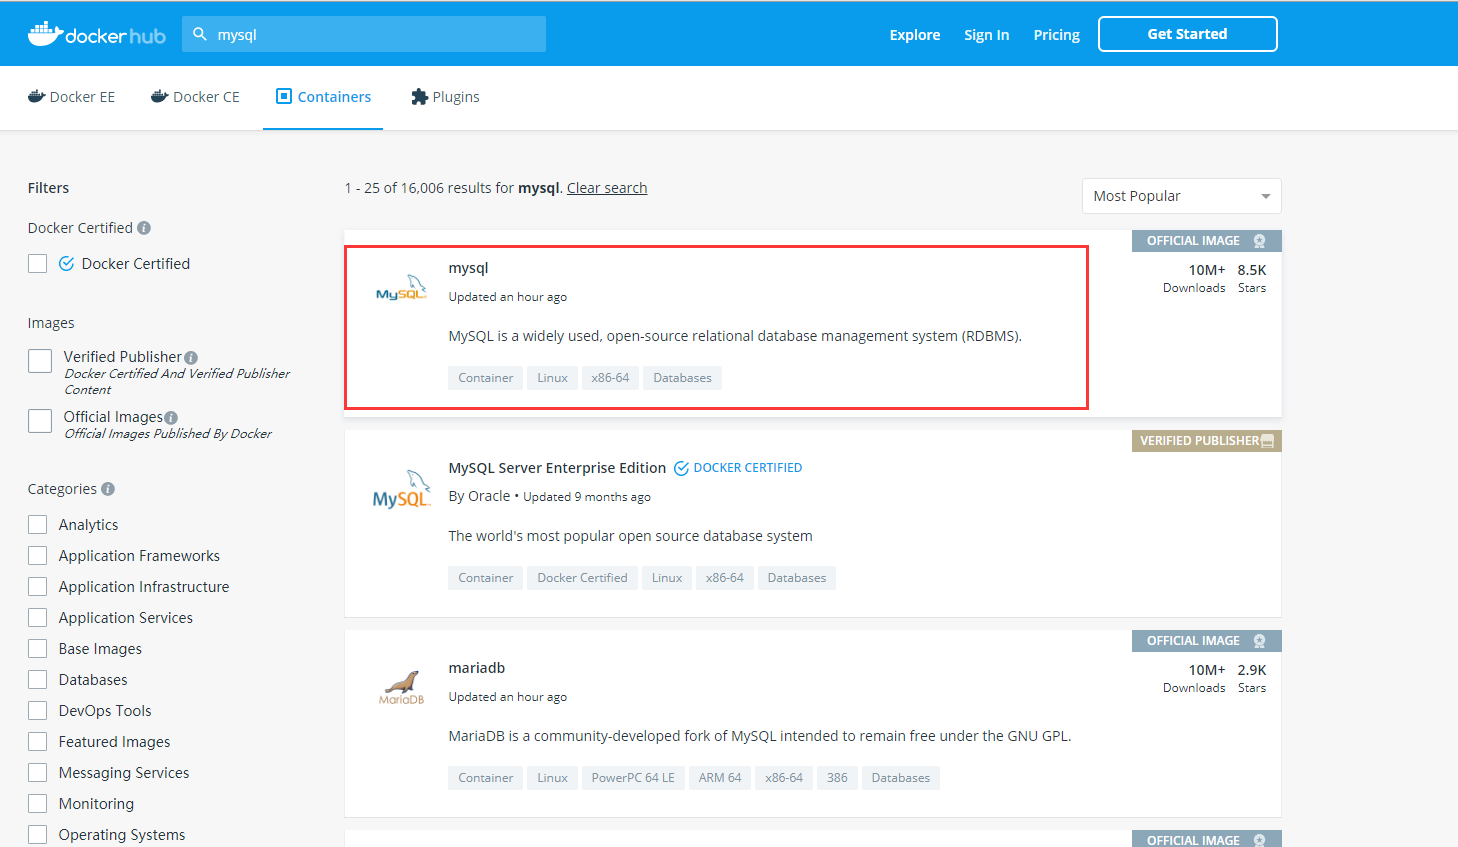 docker hub
mysql
Explore
Sign In
Pricing
Get Started
Docker EE
Docker CE
Containers
Plugins
Filters
Docker Certified
Docker Certified
Images
Verified Publisher
Docker Certified And Verified Publisher
Content
Official Images
Official Images Published By Docker
Categories
Analytics
Application Frameworks
Application Infrastructure
Application Services
Base Images
Databases
DevOps Tools
Featured Images
Messaging Services
Monitoring
Operating Systems
1 - 25 of 16,006 results for mysql. Clear search
Most Popular
OFFICIAL IMAGE
MySQL
mysql
10M+ 8.5K
Downloads Stars
Updated an hour ago
MySQL is a widely used, open-source relational database management system (RDBMS).
Container Linux x86-64 Databases
VERIFIED PUBLISHER
MySQL
MySQL Server Enterprise Edition DOCKER CERTIFIED
By Oracle • Updated 9 months ago
The world's most popular open source database system
Container Docker Certified Linux x86-64 Databases
OFFICIAL IMAGE
MariaDB
mariadb
10M+ 2.9K
Downloads Stars
Updated an hour ago
MariaDB is a community-developed fork of MySQL intended to remain free under the GNU GPL.
Container Linux PowerPC 64 LE ARM 64 x86-64 386 Databases
OFFICIAL IMAGE